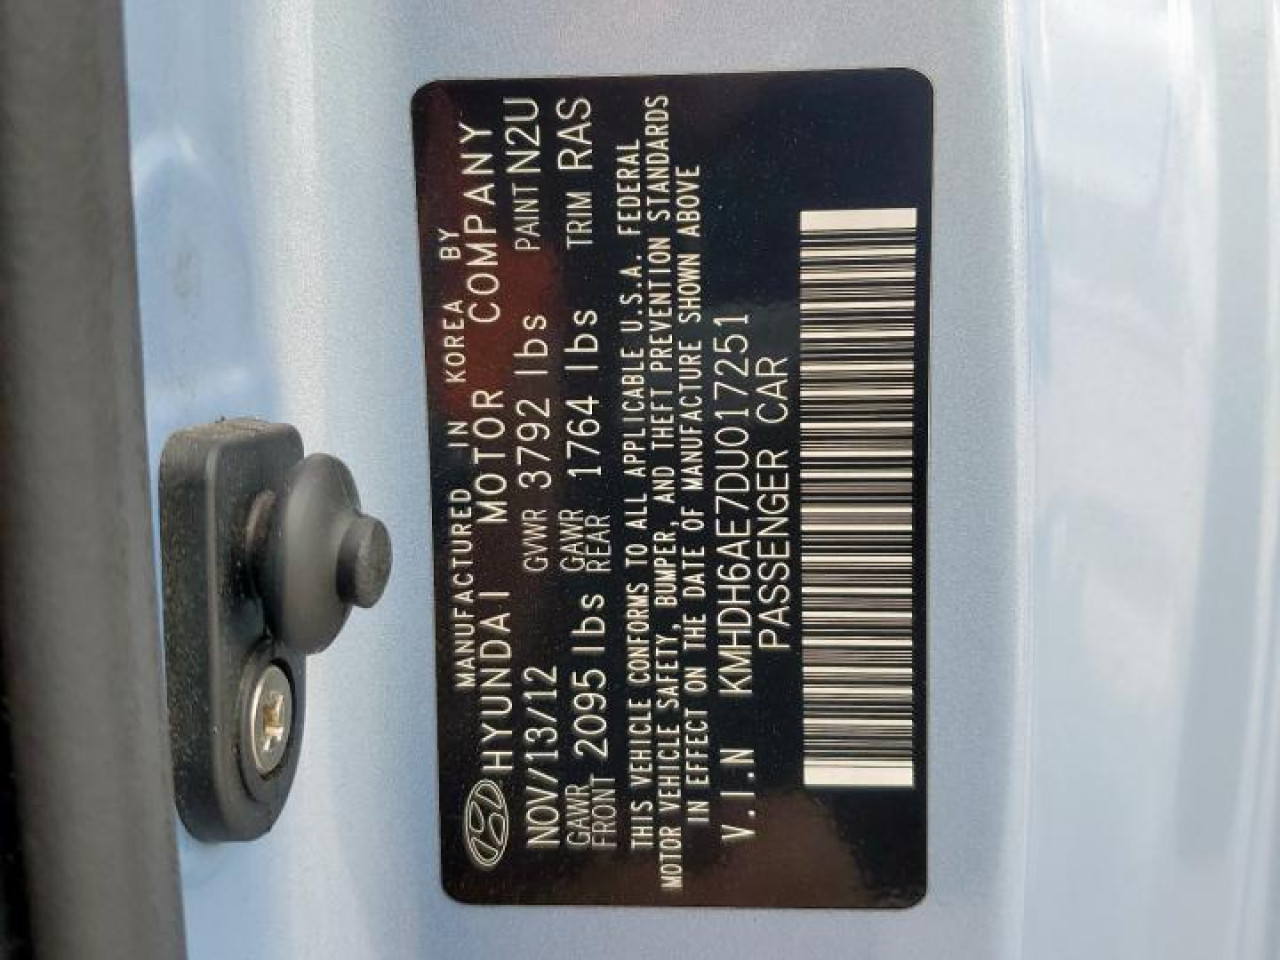 MANUFACTURED IN KOREA BY
HYUNDAI MOTOR COMPANY
NOV/13/12 GVWR 3792 lbs PAINT N2U
GAWR FRONT 2095 lbs GAWR REAR 1764 lbs TRIM RAS
THIS VEHICLE CONFORMS TO ALL APPLICABLE U.S.A. FEDERAL
MOTOR VEHICLE SAFETY, BUMPER, AND THEFT PREVENTION STANDARDS
IN EFFECT ON THE DATE OF MANUFACTURE SHOWN ABOVE
V.I.N KMHDH6AE7DU017251
PASSENGER CAR